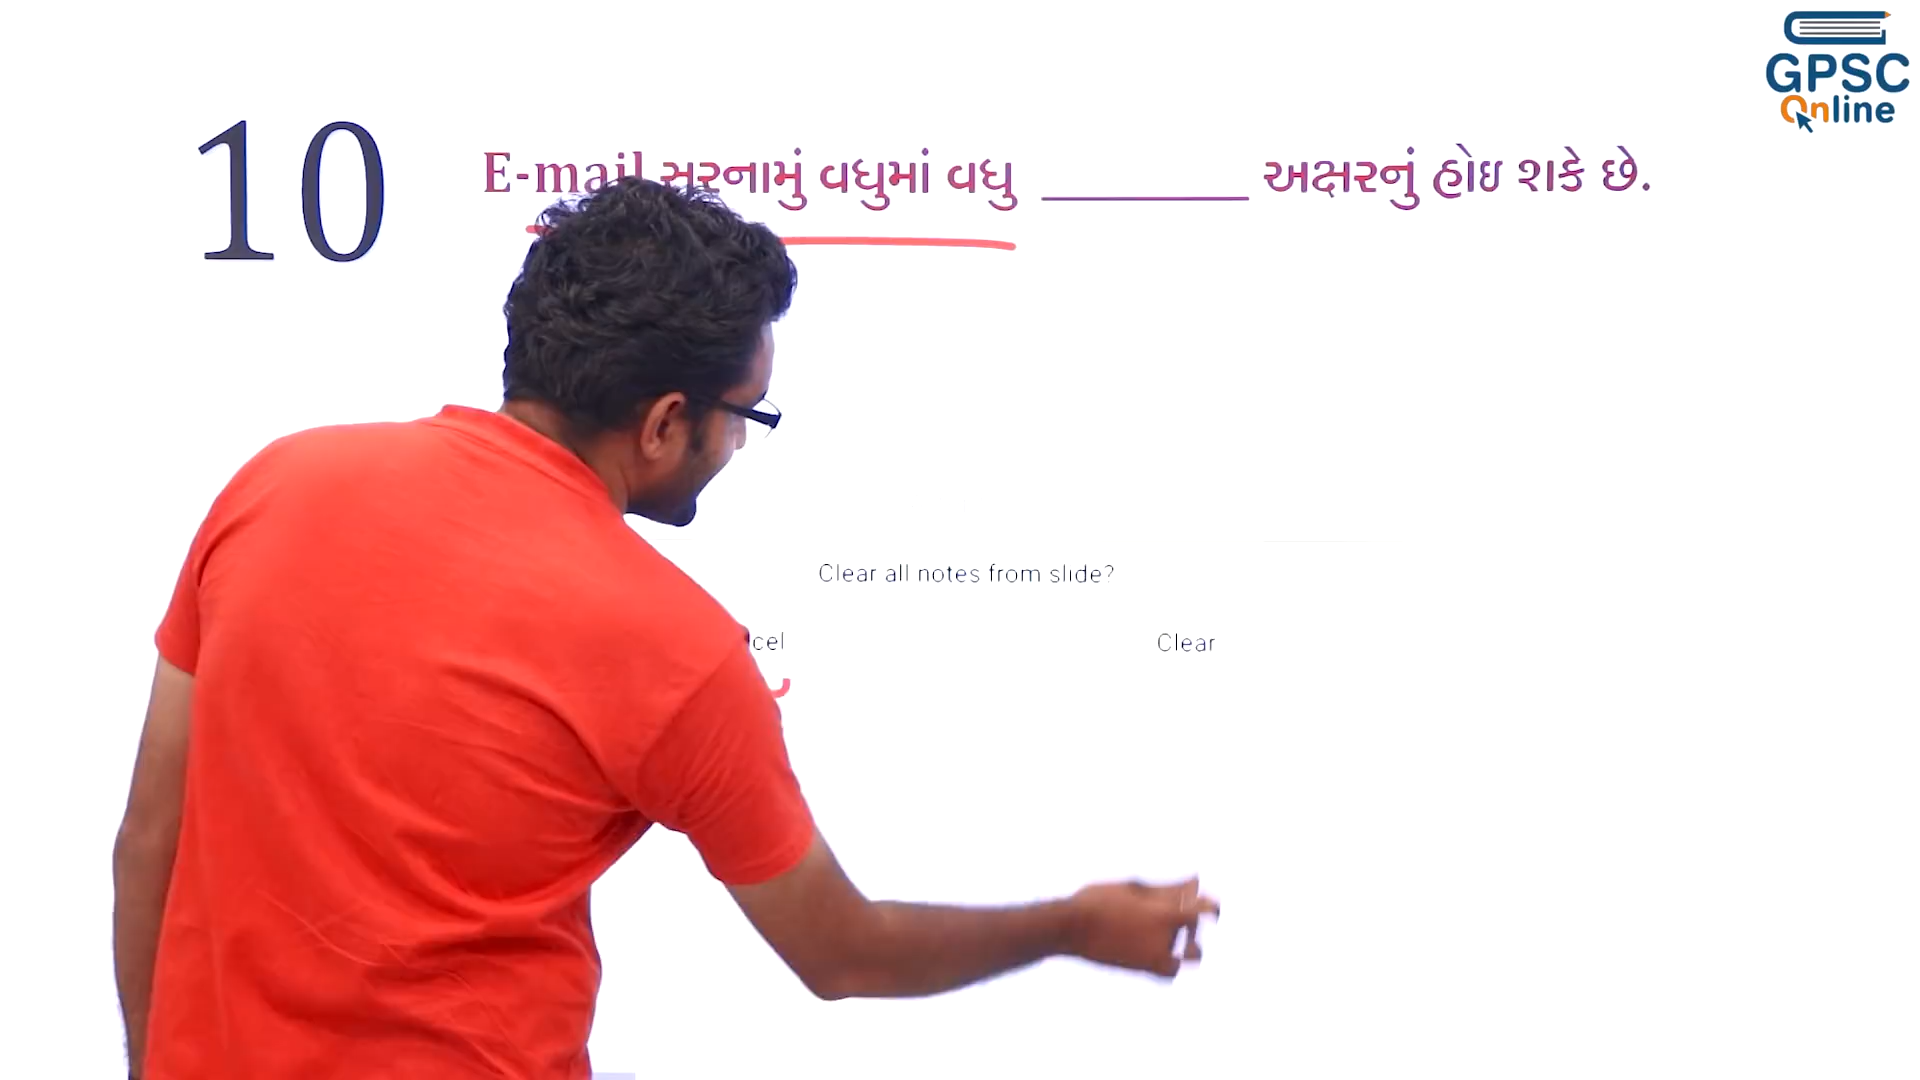 GPSC
Online
10
E-mail સરનામું વધુમાં વધુ ________ અક્ષરનું હોઇ શકે છે.
Clear all notes from slide?
Clear